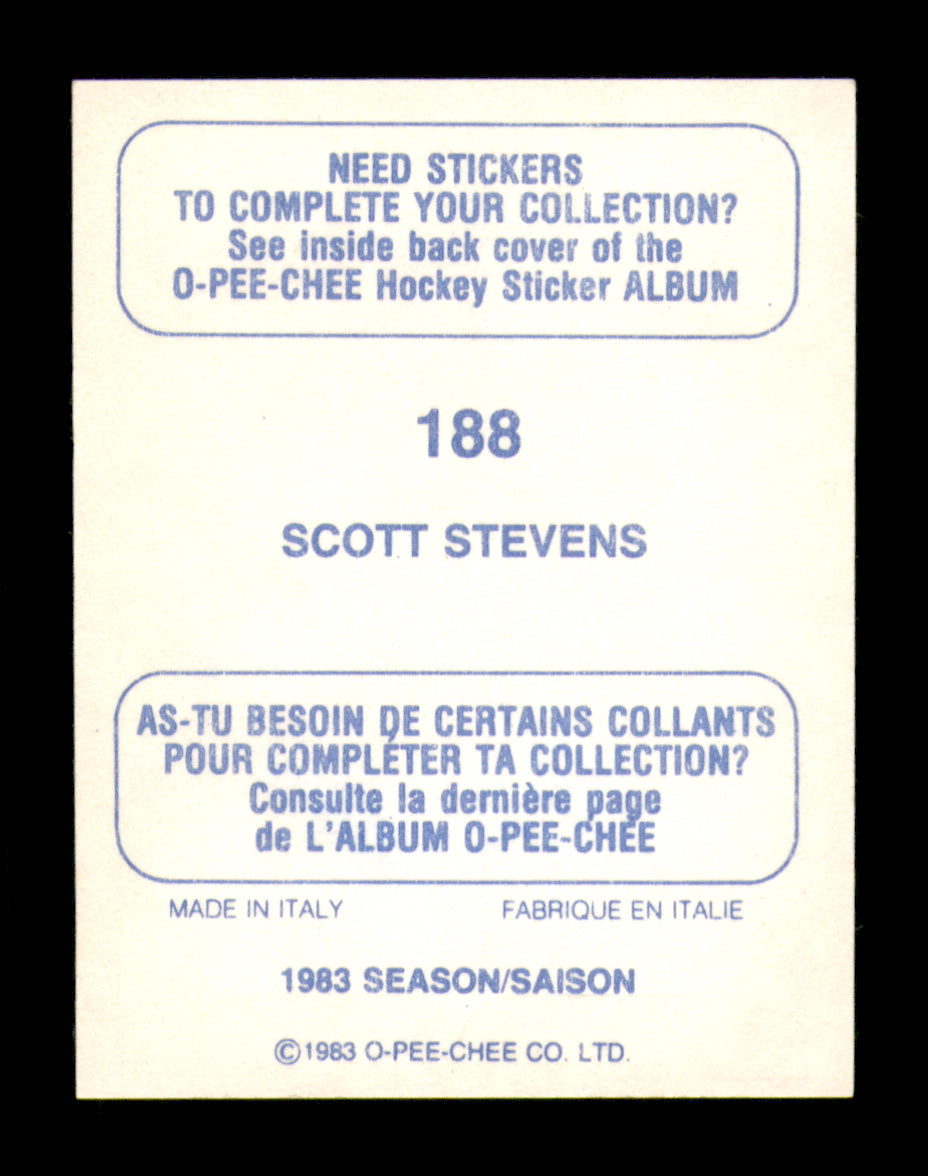 NEED STICKERS
TO COMPLETE YOUR COLLECTION?
See inside back cover of the
O-PEE-CHEE Hockey Sticker ALBUM
188
SCOTT STEVENS
AS-TU BESOIN DE CERTAINS COLLANTS
POUR COMPLÉTER TA COLLECTION?
Consulte la dernière page
de L'ALBUM O-PEE-CHÉE
MADE IN ITALY FABRIQUE EN ITALIE
1983 SEASON/SAISON
©1983 O-PEE-CHEE CO. LTD.